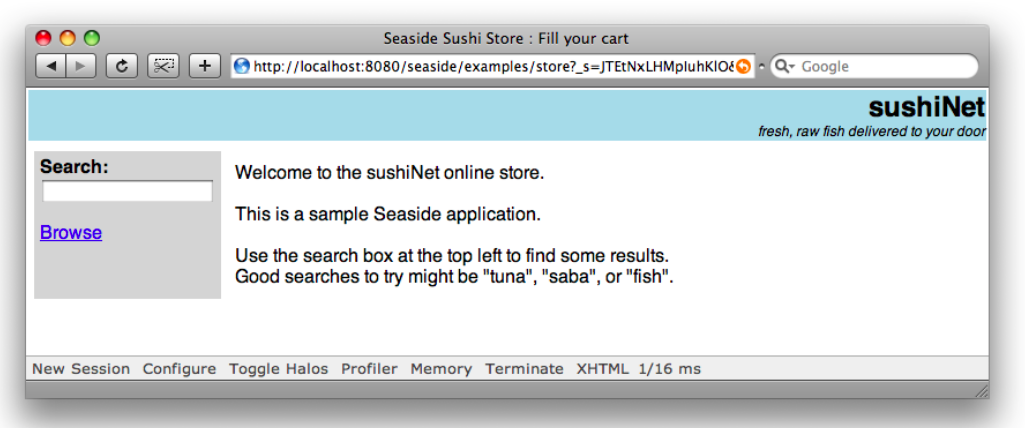 Seaside Sushi Store : Fill your cart
http://localhost:8080/seaside/examples/store?
Google
sushiNet
fresh, raw fish delivered to your door
Search:
Browse
Welcome to the sushiNet online store.
This is a sample Seaside application.
Use the search box at the top left to find some results.
Good searches to try might be "tuna", "saba", or "fish".
New Session Configure Toggle Halos Profiler Memory Terminate XHTML 1/16 ms